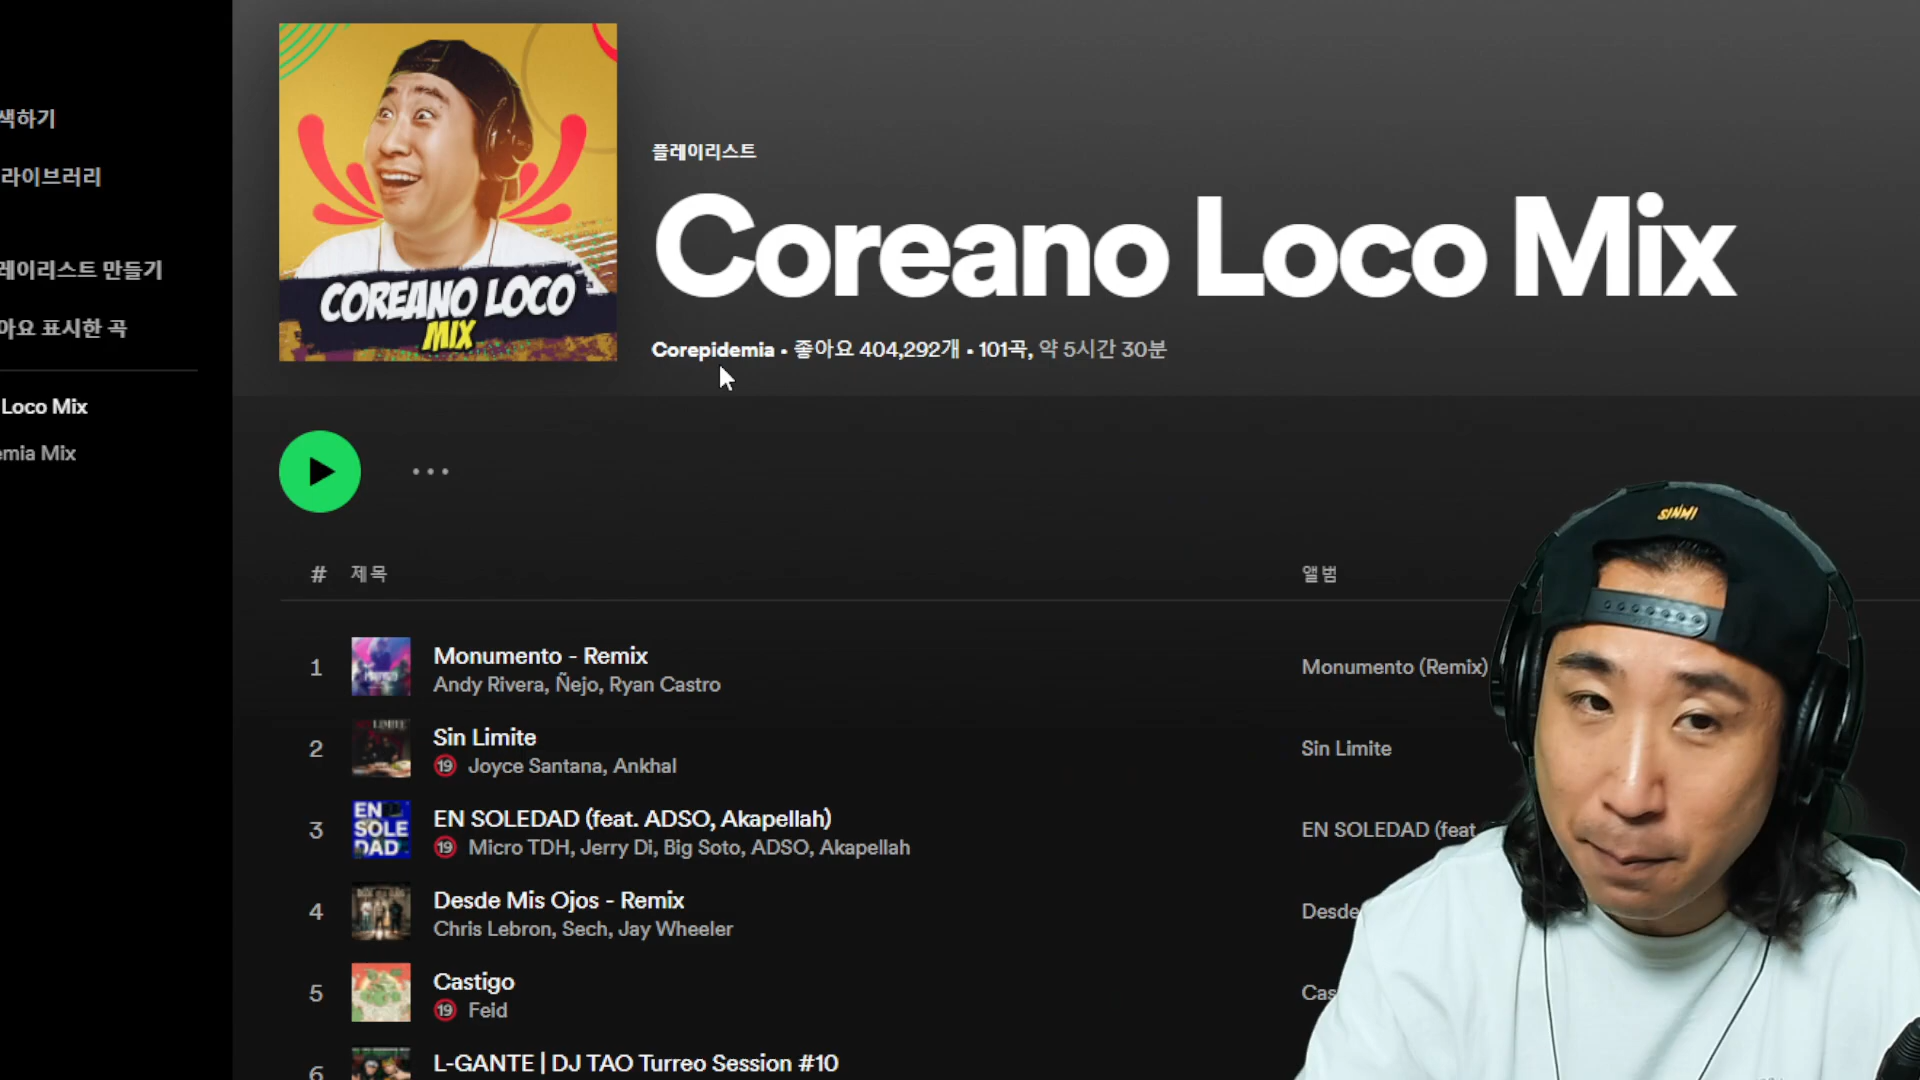 색하기
라이브러리
레이리스트 만들기
아요 표시한 곡
Loco Mix
emia Mix
COREANO LOCO
MIX
플레이리스트
Coreano Loco Mix
Corepidemia • 좋아요 404,292개 • 101곡, 약 5시간 30분
# 제목 앨범
1 Monumento - Remix
Andy Rivera, Ñejo, Ryan Castro
Monumento (Remix)
2 LIMITE Sin Limite
19 Joyce Santana, Ankhal
Sin Limite
3 EN SOLEDAD (feat. ADSO, Akapellah)
19 Micro TDH, Jerry Di, Big Soto, ADSO, Akapellah
EN SOLEDAD (feat
EN
SOLE
DAD
4 Desde Mis Ojos - Remix
Chris Lebron, Sech, Jay Wheeler
Desde
5 Castigo
19 Feid
Cas
6 L-GANTE | DJ TAO Turreo Session #10
SINMI